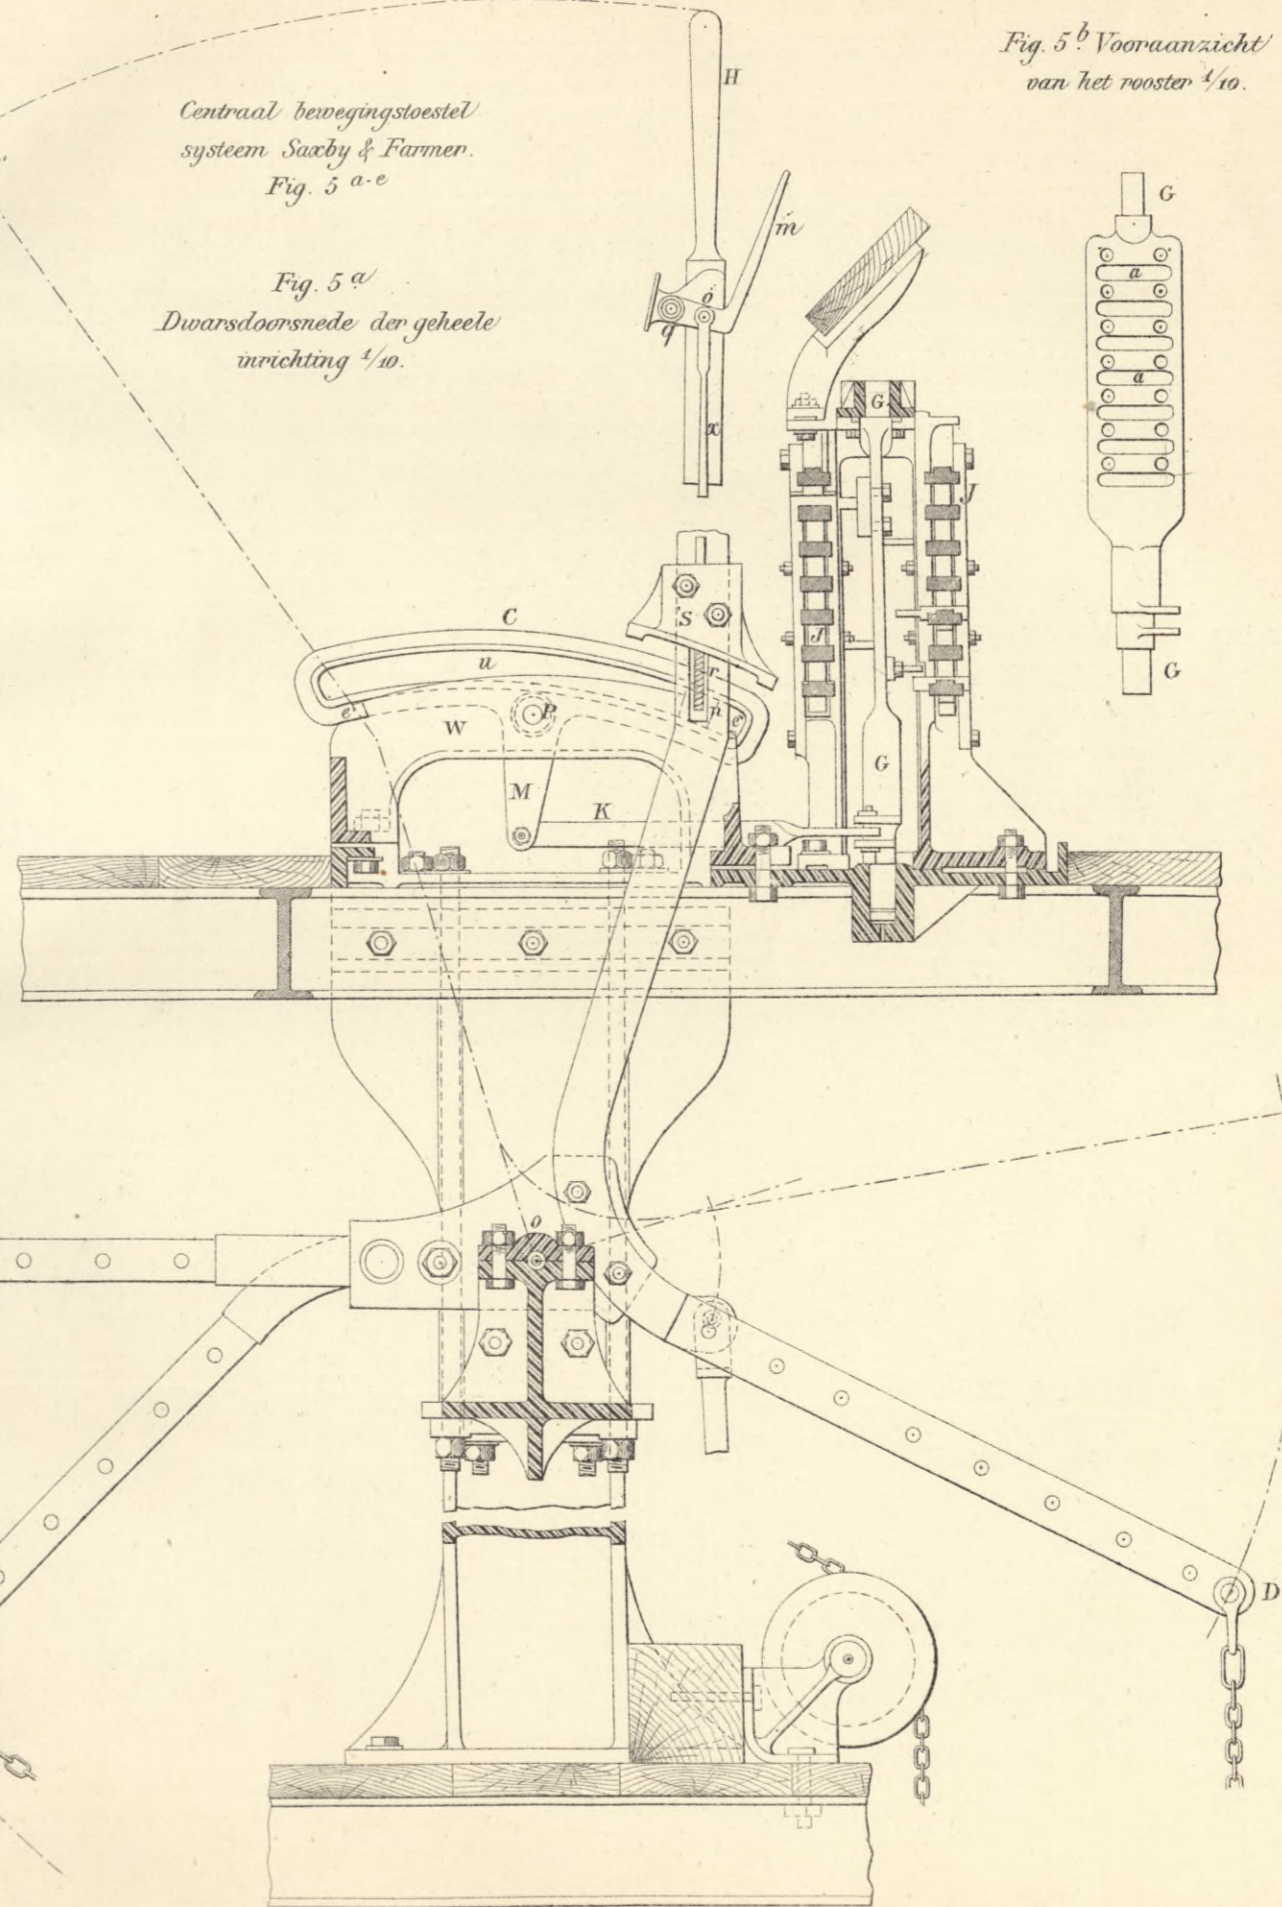 Centraal bewegingstoestel
systeem Saxby & Farmer.
Fig. 5 a-e
Fig. 5 a
Dwarsdoorsnede der geheele
inrichting 1/10.
Fig. 5 b Vooraanzicht
van het rooster 1/10.
H
m
o
q
x
G
a
a
G
G
J
J
G
C
u
S
r
n
e
e
P
W
M
K
o
D